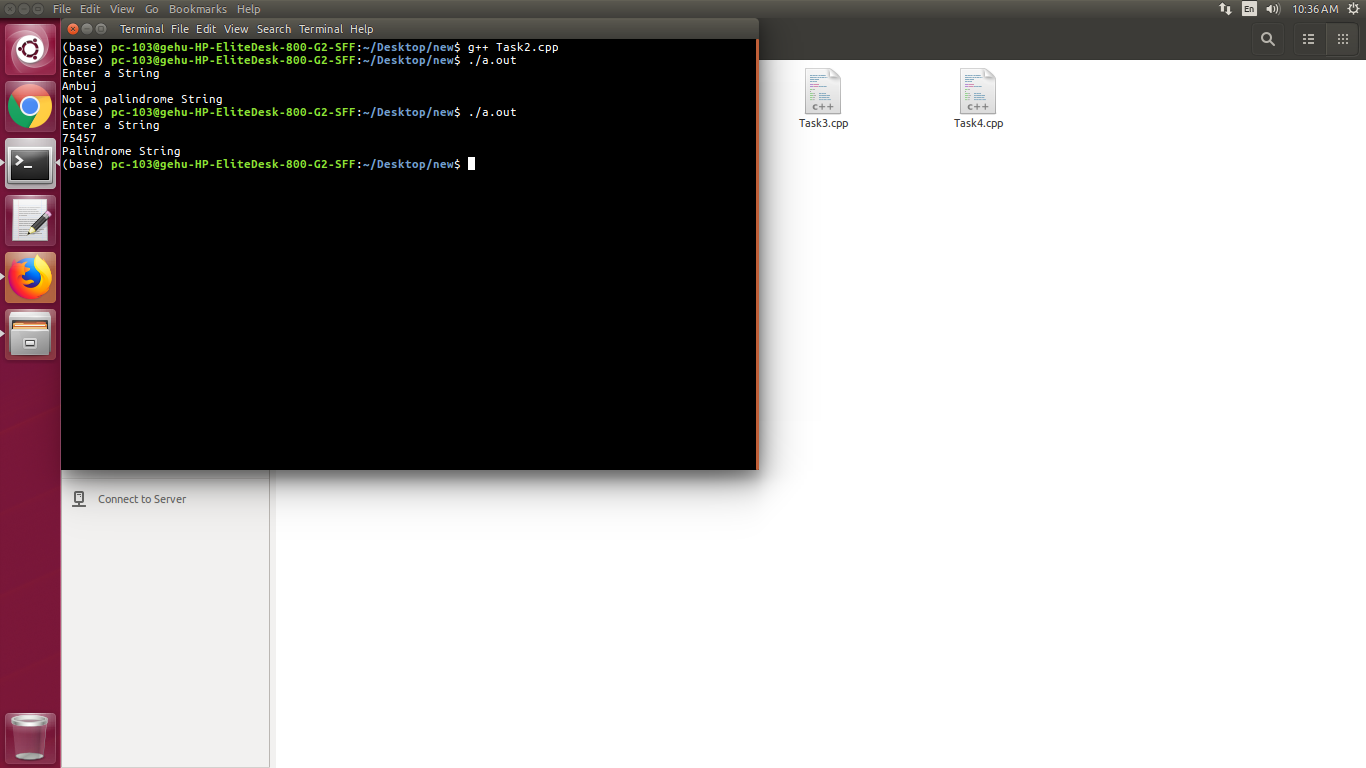 File Edit View Go Bookmarks Help
En
10:36 AM
Terminal File Edit View Search Terminal Help
(base) pc-103@gehu-HP-EliteDesk-800-G2-SFF:~/Desktop/new$ g++ Task2.cpp
(base) pc-103@gehu-HP-EliteDesk-800-G2-SFF:~/Desktop/new$ ./a.out
Enter a String
Ambuj
Not a palindrome String
(base) pc-103@gehu-HP-EliteDesk-800-G2-SFF:~/Desktop/new$ ./a.out
Enter a String
75457
Palindrome String
(base) pc-103@gehu-HP-EliteDesk-800-G2-SFF:~/Desktop/new$
c++
Task3.cpp
c++
Task4.cpp
Connect to Server